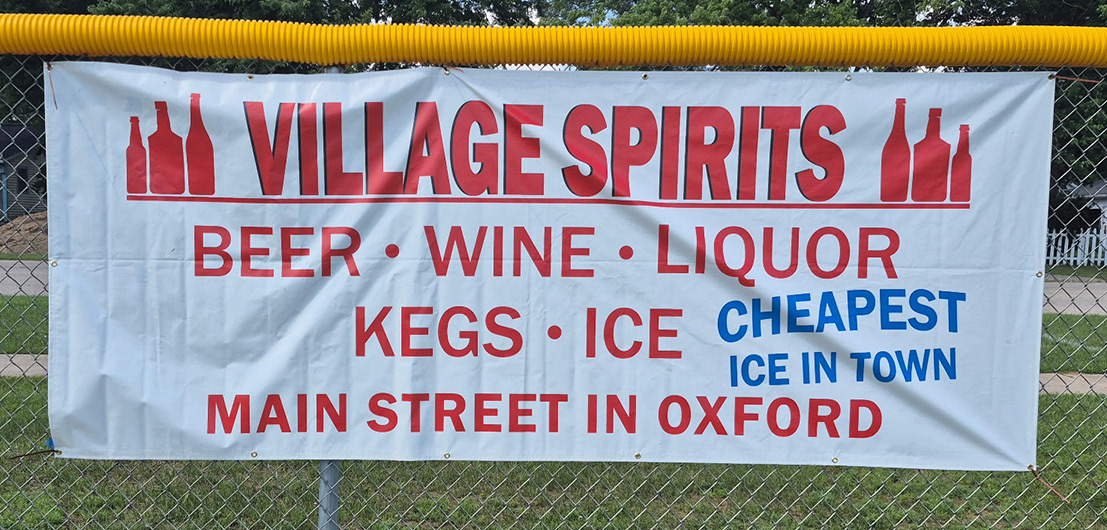 VILLAGE SPIRITS
BEER • WINE • LIQUOR
KEGS • ICE
CHEAPEST
ICE IN TOWN
MAIN STREET IN OXFORD